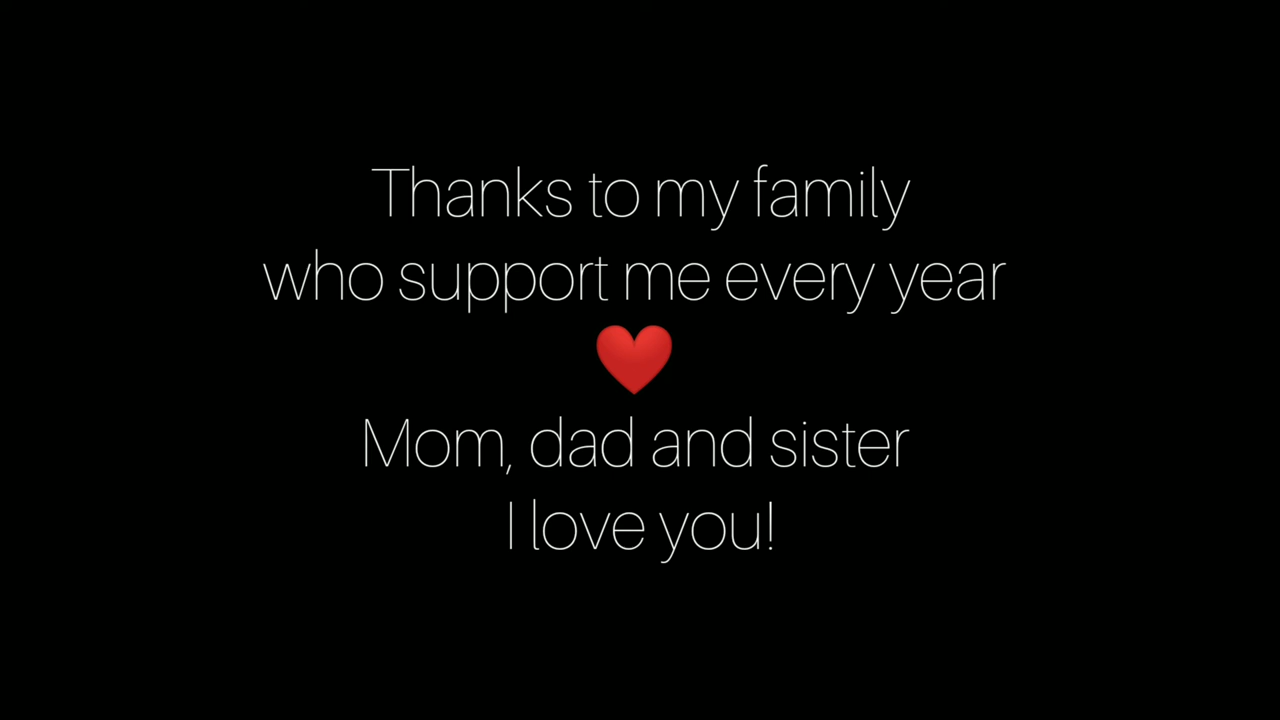 Thanks to my family
who support me every year
❤️
Mom, dad and sister
I love you!